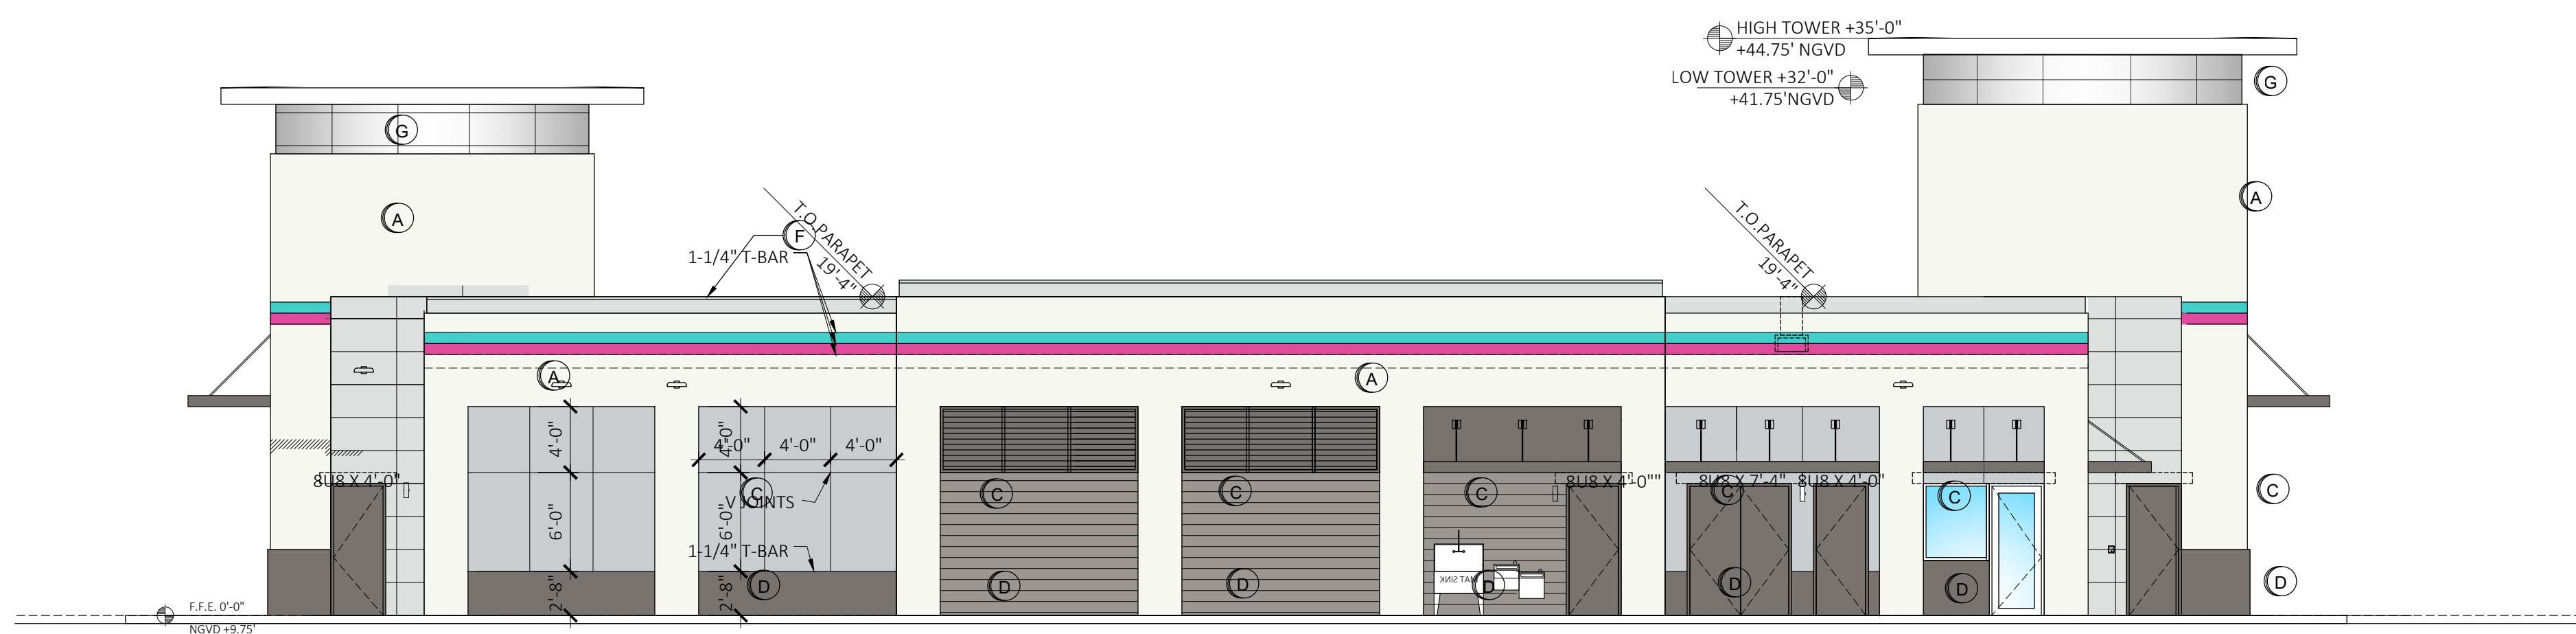 HIGH TOWER +35'-0"
+44.75' NGVD
LOW TOWER +32'-0"
+41.75'NGVD
G
G
A
A
T.O.PARAPET
19'-4"
F
1-1/4" T-BAR
T.O.PARAPET
19'-4"
A
A
4'-0"
4'-0"
4'-0"
4'-0"
4'-0"
8U8 X 4'-0"
8U8 X 4'-0""
8U8 X 7'-4"
8U8 X 4'-0"
C
V JOINTS
C
C
C
C
C
C
6'-0"
6'-0"
1-1/4" T-BAR
MAT SINK
D
D
D
D
D
D
D
2'-8"
2'-8"
F.F.E. 0'-0"
NGVD +9.75'